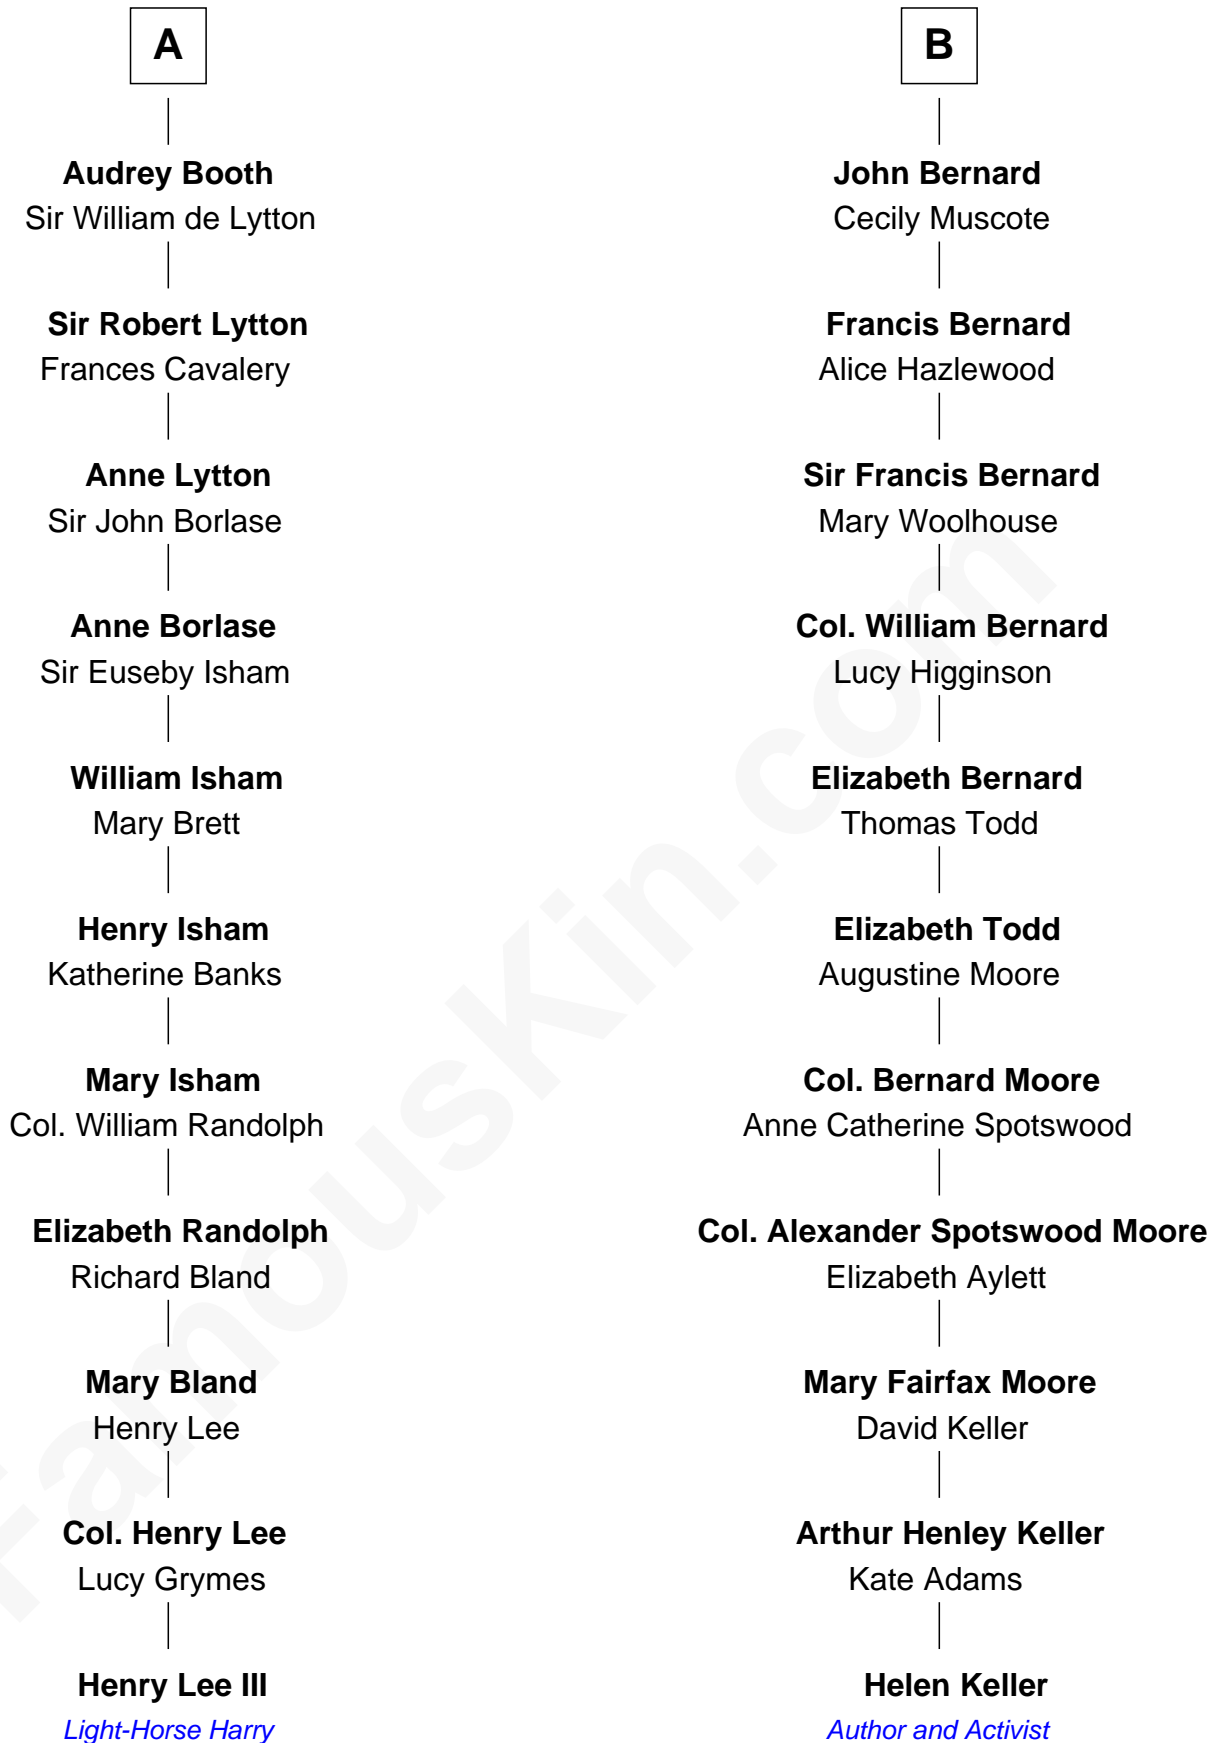 A
Audrey Booth
Sir William de Lytton
Sir Robert Lytton
Frances Cavalery
Anne Lytton
Sir John Borlase
Anne Borlase
Sir Euseby Isham
William Isham
Mary Brett
Henry Isham
Katherine Banks
Mary Isham
Col. William Randolph
Elizabeth Randolph
Richard Bland
Mary Bland
Henry Lee
Col. Henry Lee
Lucy Grymes
Henry Lee III
Light-Horse Harry
B
John Bernard
Cecily Muscote
Francis Bernard
Alice Hazlewood
Sir Francis Bernard
Mary Woolhouse
Col. William Bernard
Lucy Higginson
Elizabeth Bernard
Thomas Todd
Elizabeth Todd
Augustine Moore
Col. Bernard Moore
Anne Catherine Spotswood
Col. Alexander Spotswood Moore
Elizabeth Aylett
Mary Fairfax Moore
David Keller
Arthur Henley Keller
Kate Adams
Helen Keller
Author and Activist
FamousKin.com